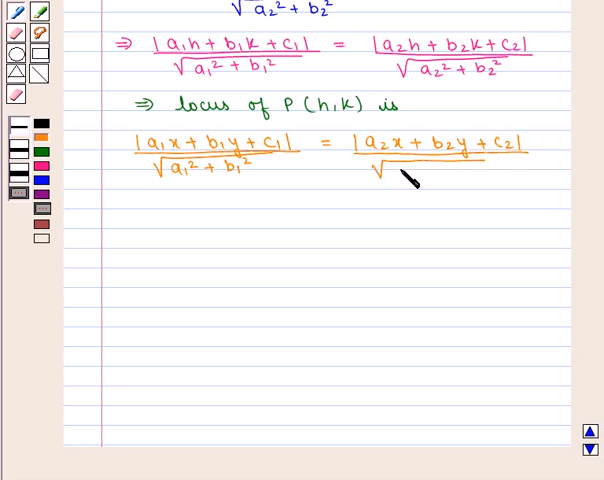 √a₂² + b₂²
⇒ |a₁h + b₁k + c₁| / √a₁² + b₁² = |a₂h + b₂k + c₂| / √a₂² + b₂²
⇒ locus of P(h,k) is
|a₁x + b₁y + c₁| / √a₁² + b₁² = |a₂x + b₂y + c₂| / √